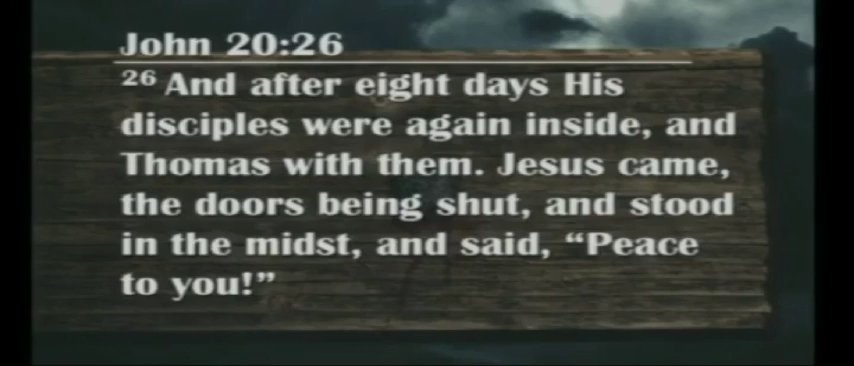 John 20:26
26 And after eight days His
disciples were again inside, and
Thomas with them. Jesus came,
the doors being shut, and stood
in the midst, and said, “Peace
to you!”